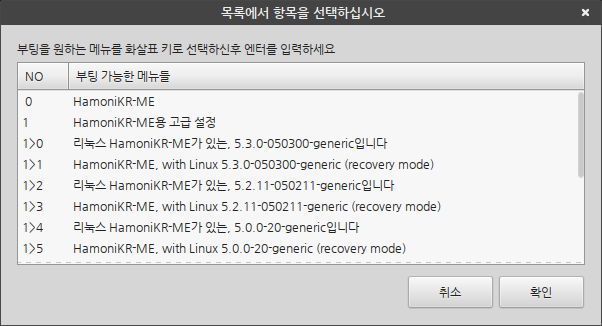 목록에서 항목을 선택하십시오
부팅을 원하는 메뉴를 화살표 키로 선택하신후 엔터를 입력하세요
NO 부팅 가능한 메뉴들
0 HamoniKR-ME
1 HamoniKR-ME용 고급 설정
1>0 리눅스 HamoniKR-ME가 있는, 5.3.0-050300-generic입니다
1>1 HamoniKR-ME, with Linux 5.3.0-050300-generic (recovery mode)
1>2 리눅스 HamoniKR-ME가 있는, 5.2.11-050211-generic입니다
1>3 HamoniKR-ME, with Linux 5.2.11-050211-generic (recovery mode)
1>4 리눅스 HamoniKR-ME가 있는, 5.0.0-20-generic입니다
1>5 HamoniKR-ME, with Linux 5.0.0-20-generic (recovery mode)
취소 확인